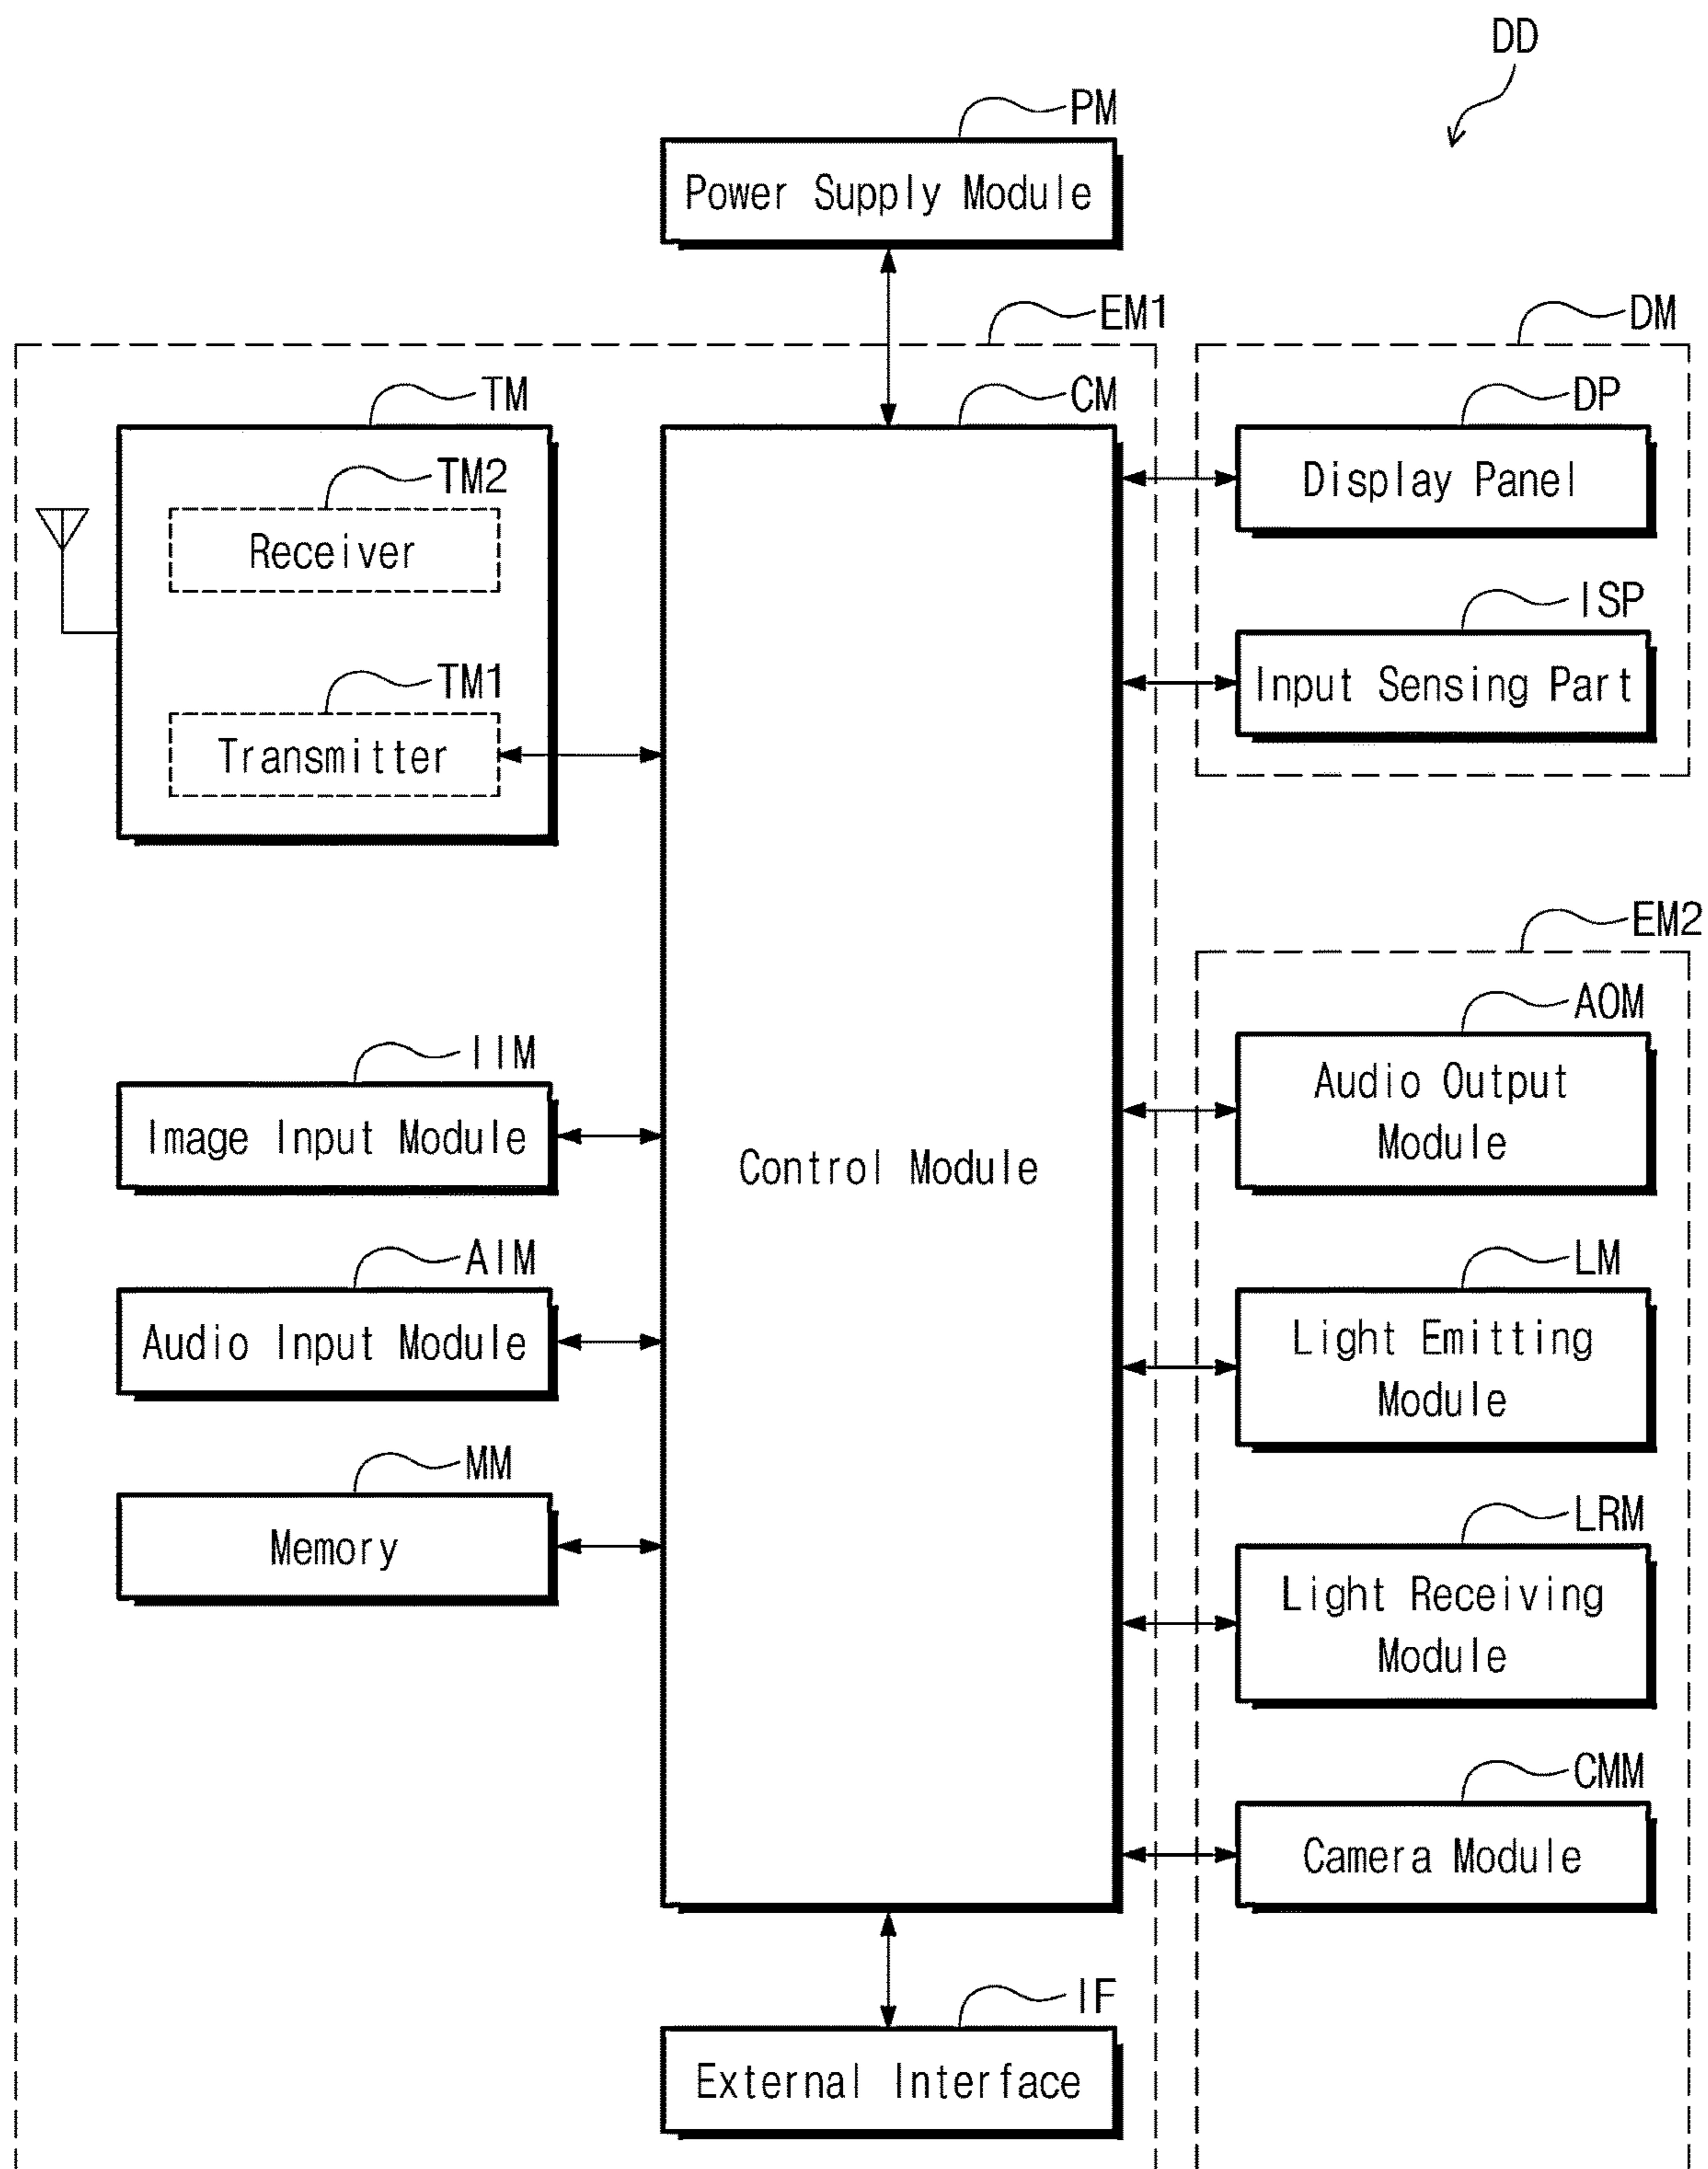 DD
PM
Power Supply Module
EM1
DM
TM
CM
DP
TM2
Display Panel
Receiver
ISP
TM1
Input Sensing Part
Transmitter
EM2
AOM
IIM
Audio Output
Image Input Module
Module
Control Module
AIM
LM
Audio Input Module
Light Emitting
Module
MM
LRM
Memory
Light Receiving
Module
CMM
Camera Module
IF
External Interface